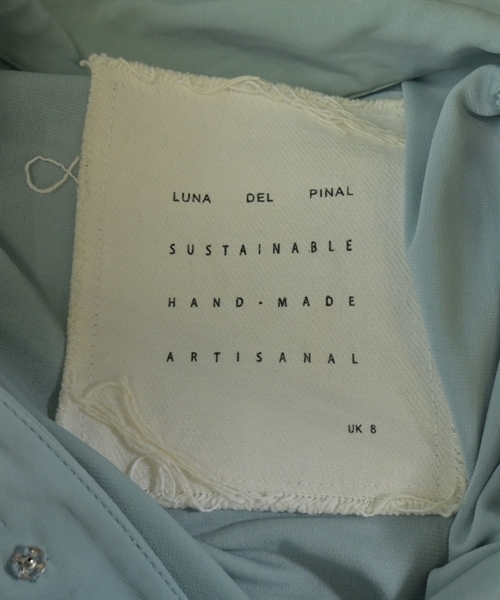 LUNA DEL PINAL
SUSTAINABLE
HAND-MADE
ARTISANAL
UK 8